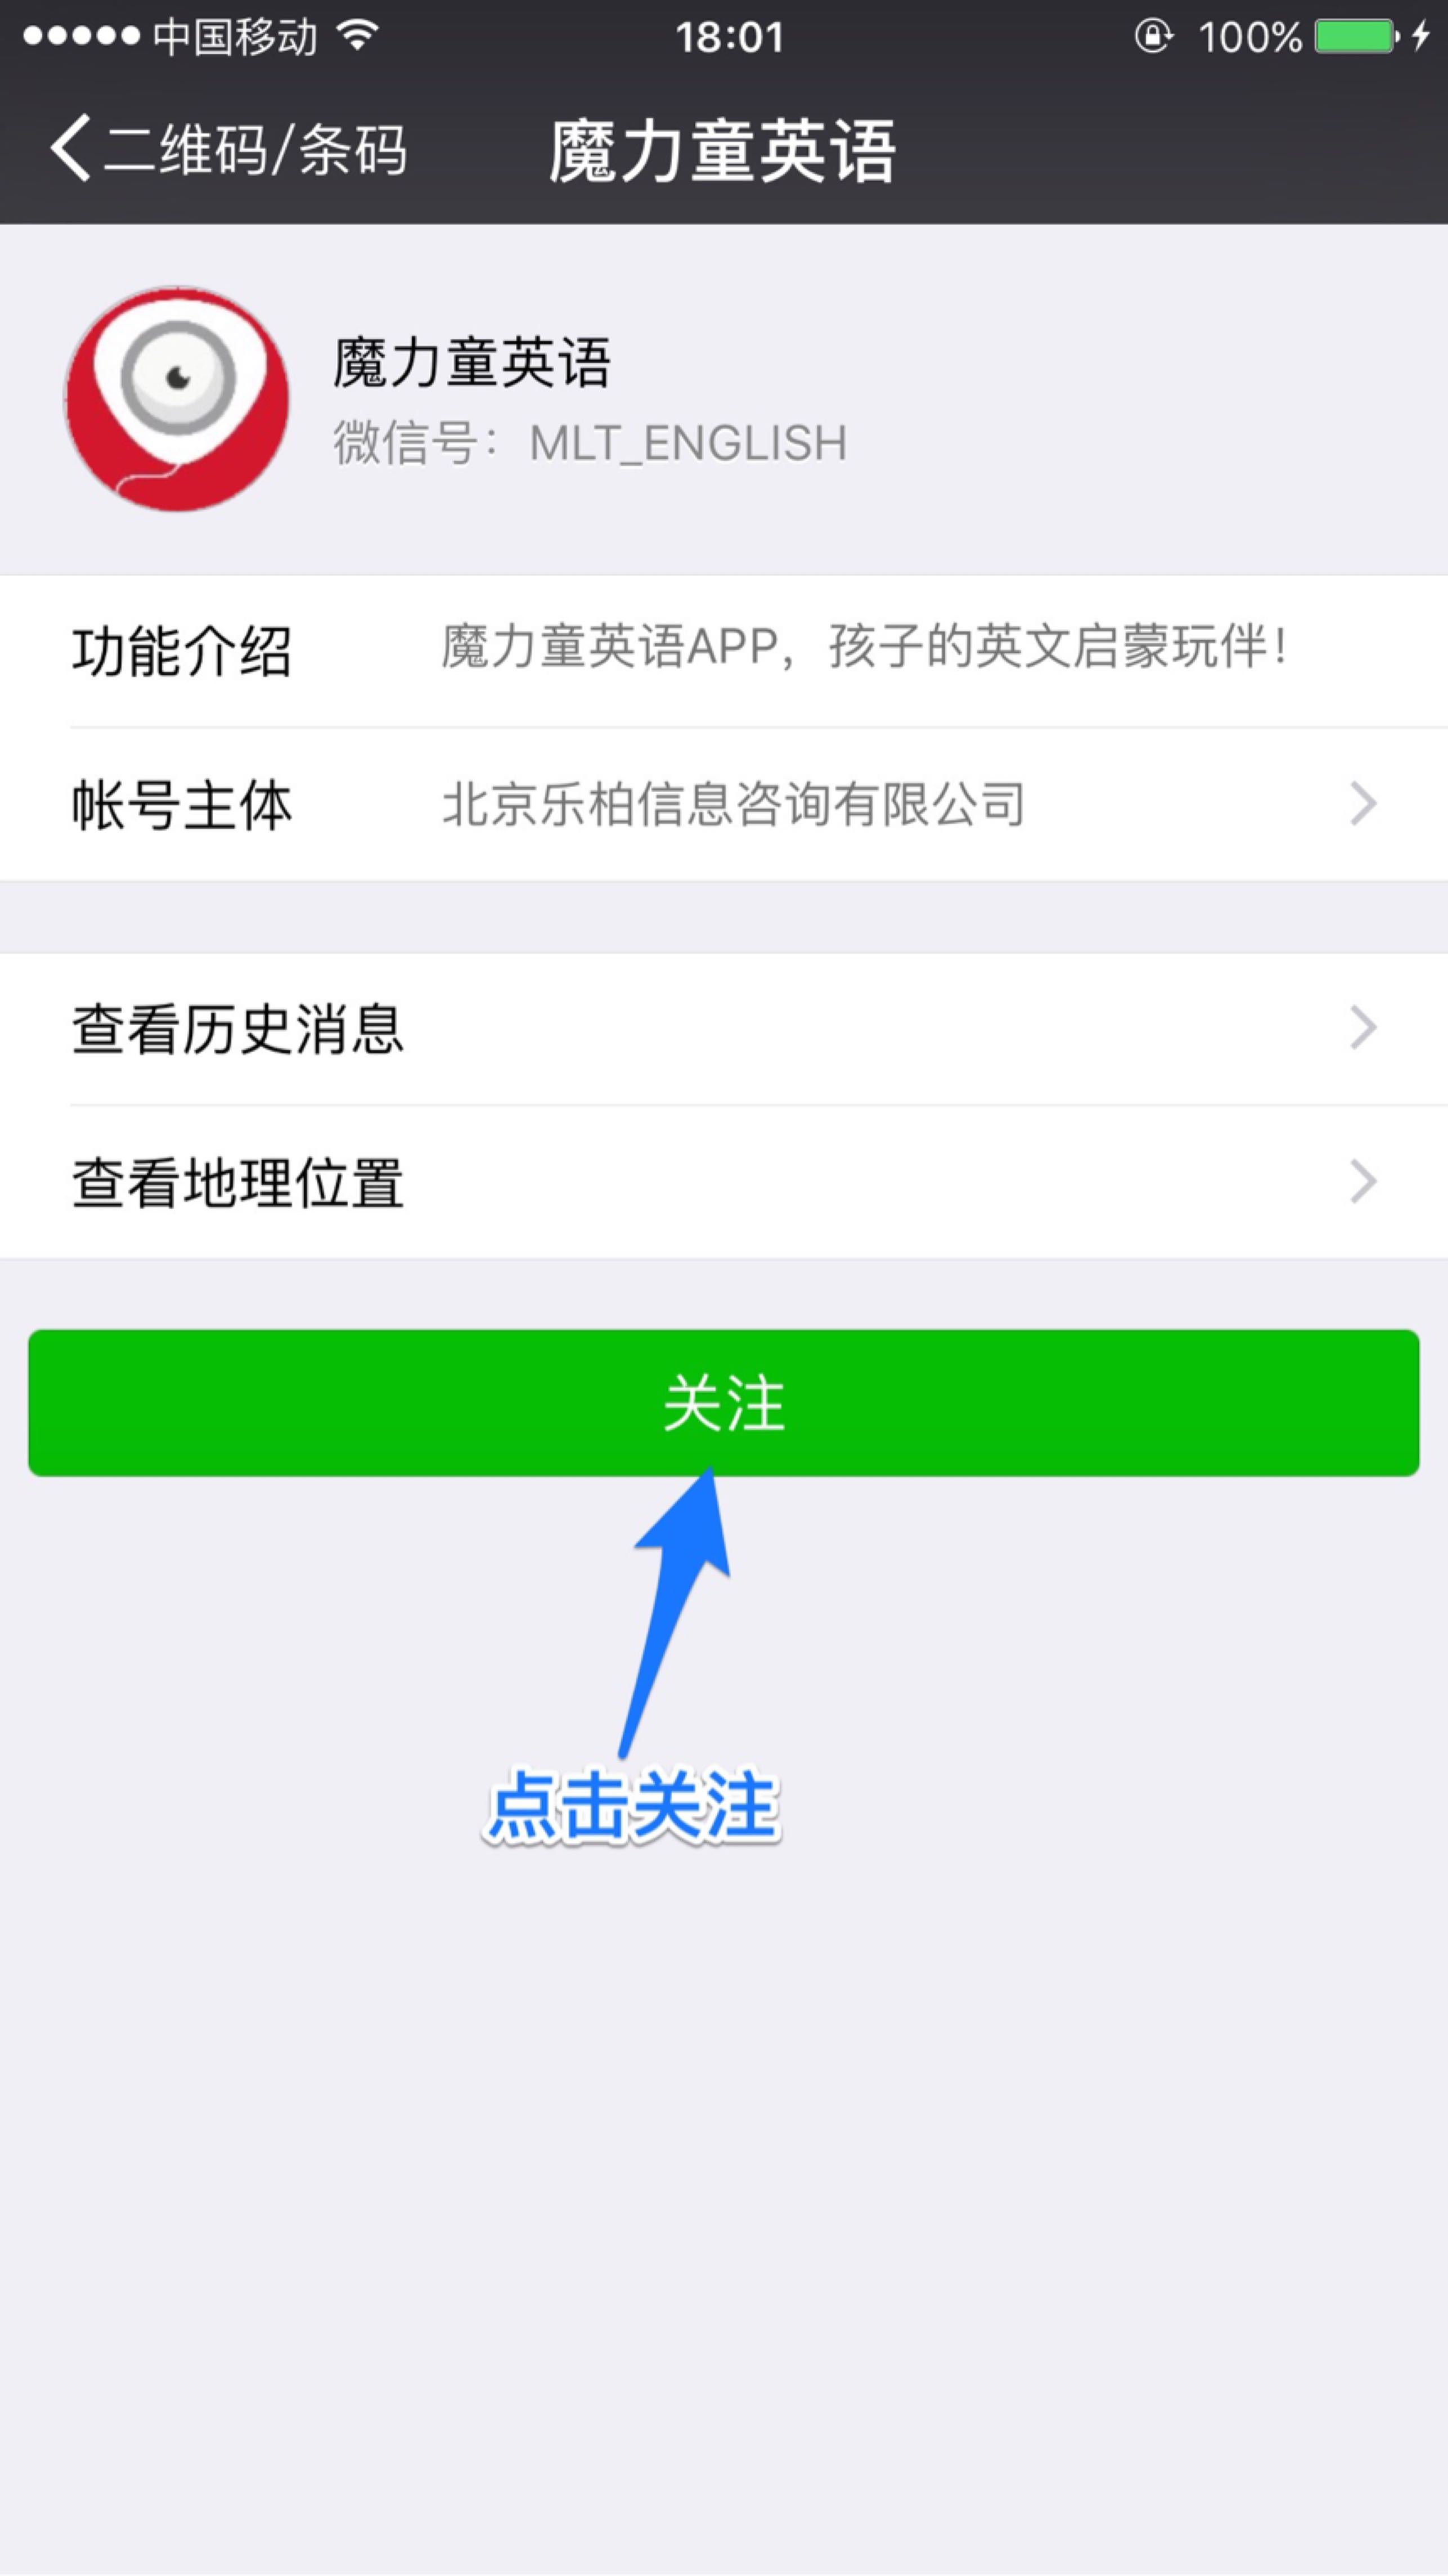 中国移动 18:01 100%
二维码/条码 魔力童英语
魔力童英语
微信号：MLT_ENGLISH
功能介绍 魔力童英语APP，孩子的英文启蒙玩伴！
帐号主体 北京乐柏信息咨询有限公司
查看历史消息
查看地理位置
关注
点击关注